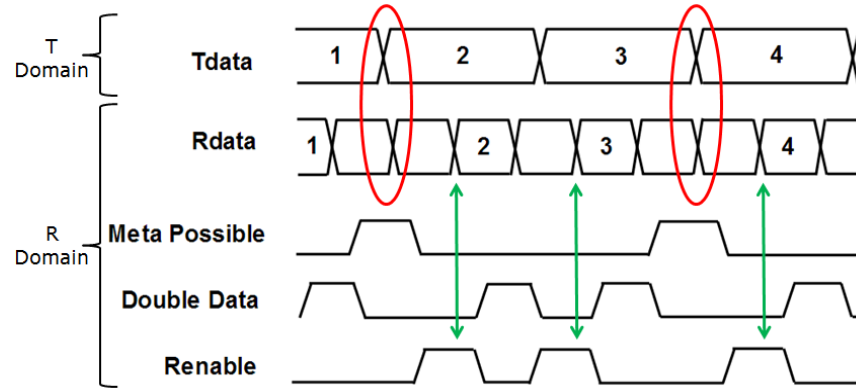 T
Domain
Tdata
1 2 3 4
R
Domain
Rdata
1 2 3 4
Meta Possible
Double Data
Renable